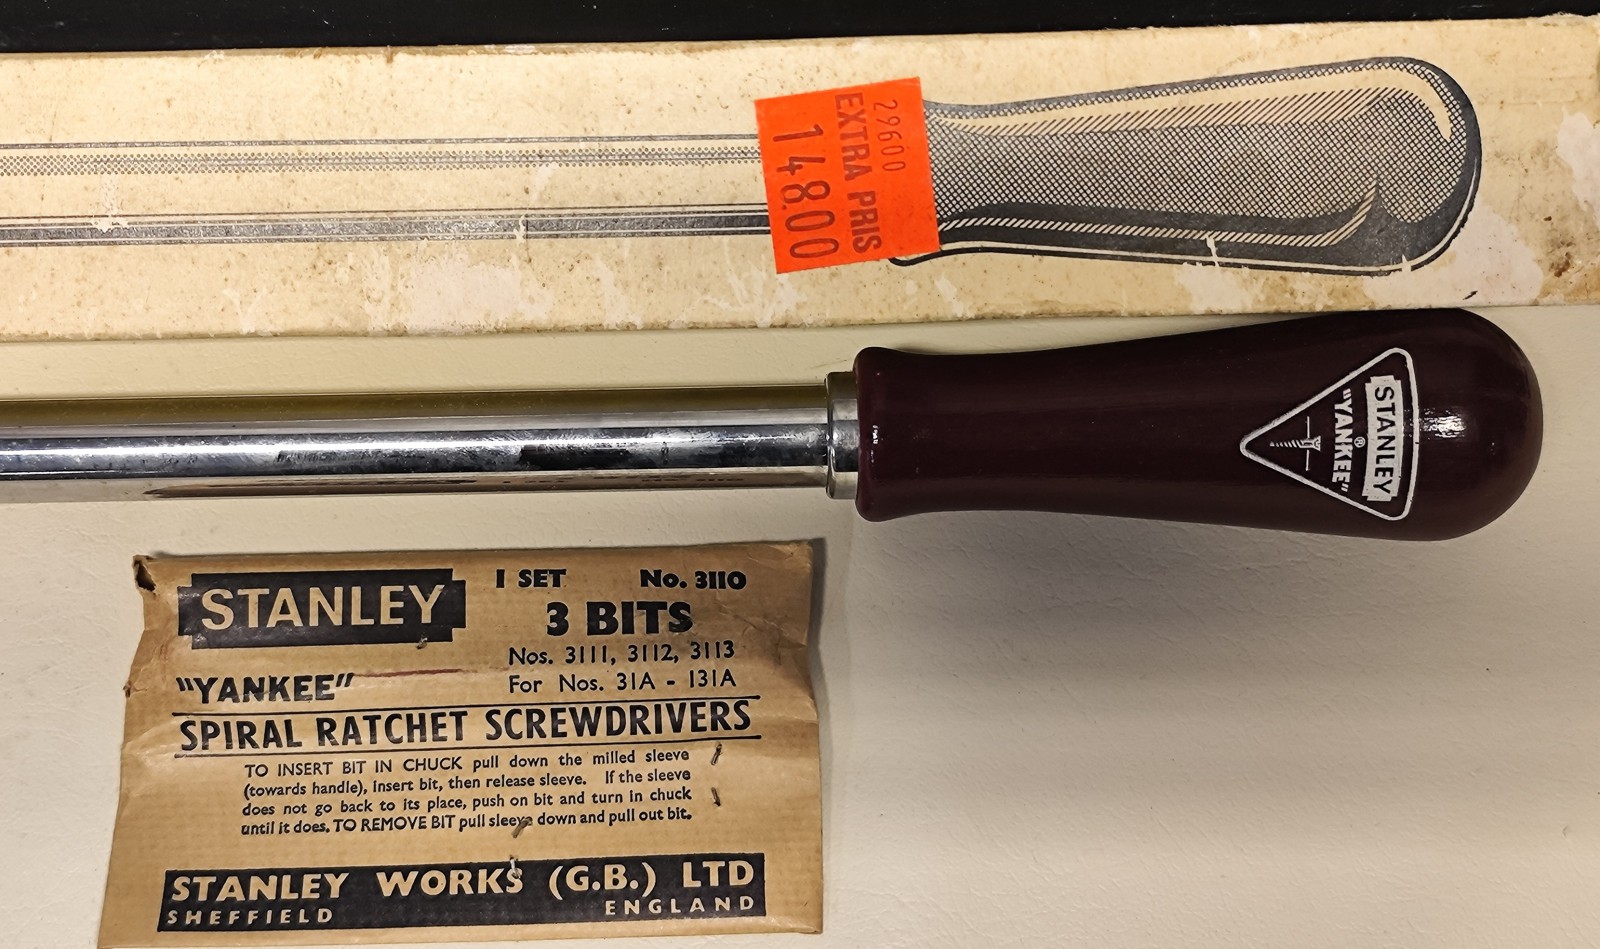 29600
EXTRA PRIS
14800
STANLEY
"YANKEE"®
STANLEY
1 SET No. 3110
3 BITS
Nos. 3111, 3112, 3113
"YANKEE" For Nos. 31A - 131A
SPIRAL RATCHET SCREWDRIVERS
TO INSERT BIT IN CHUCK pull down the milled sleeve
(towards handle), insert bit, then release sleeve. If the sleeve
does not go back to its place, push on bit and turn in chuck
until it does. TO REMOVE BIT pull sleeve down and pull out bit.
STANLEY WORKS (G.B.) LTD
SHEFFIELD ENGLAND